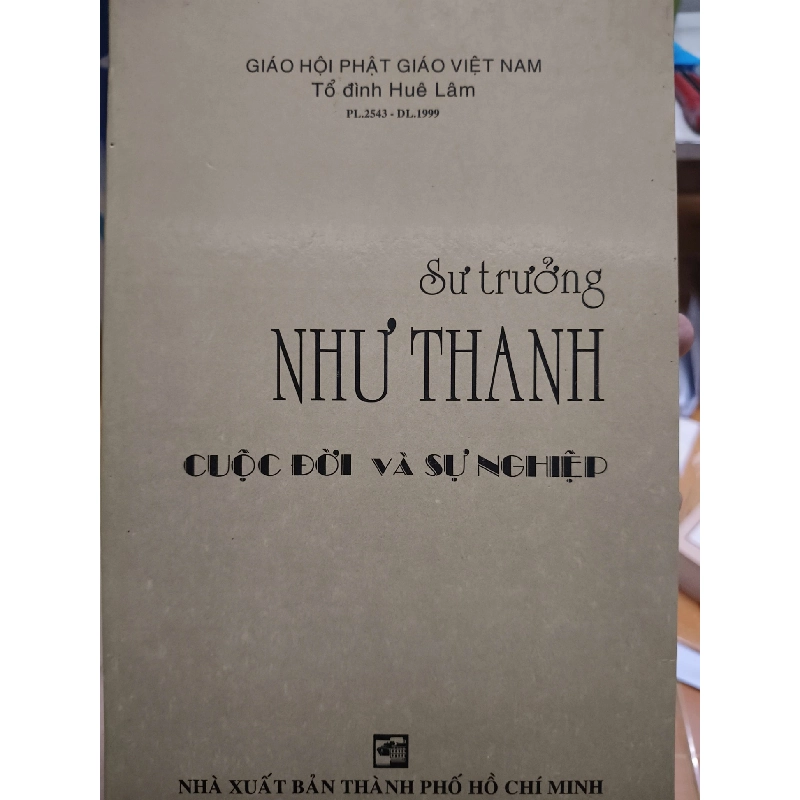 GIÁO HỘI PHẬT GIÁO VIỆT NAM
Tổ đình Huê Lâm
PL.2543 - DL.1999
Sư trưởng
NHƯ THANH
CUỘC ĐỜI VÀ SỰ NGHIỆP
NHÀ XUẤT BẢN THÀNH PHỐ HỒ CHÍ MINH